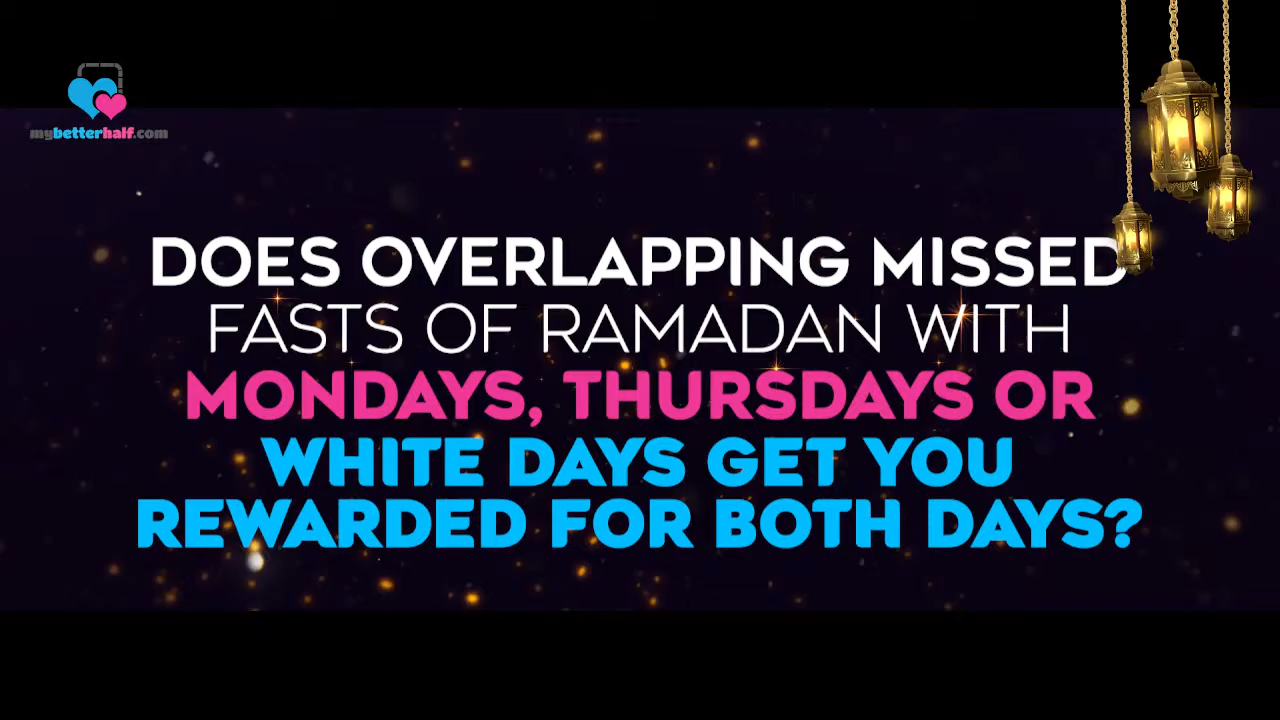 mybetterhalf.com
DOES OVERLAPPING MISSED
FASTS OF RAMADAN WITH
MONDAYS, THURSDAYS OR
WHITE DAYS GET YOU
REWARDED FOR BOTH DAYS?